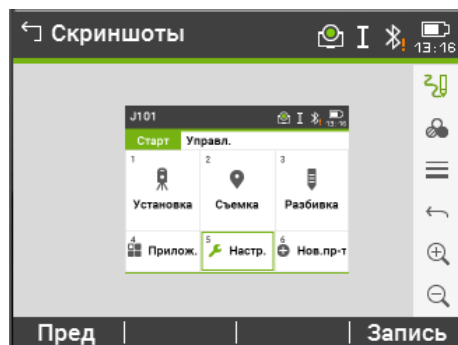 Скриншоты
13:16
J101
13:16
Старт Управл.
1 2 3
Установка Съемка Разбивка
4 5 6
Прилож. Настр. Нов.пр-т
Пред Запись